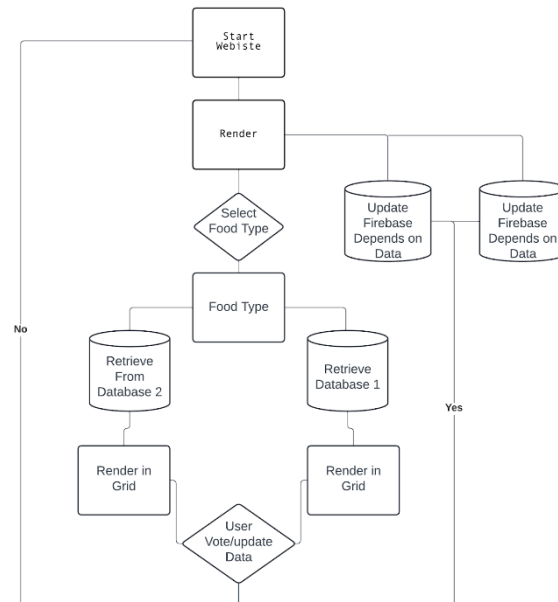 Start
Webiste
Render
Select
Food Type
Update
Firebase
Depends on
Data
Update
Firebase
Depends on
Data
Food Type
No
Retrieve
From
Database 2
Retrieve
Database 1
Yes
Render in
Grid
Render in
Grid
User
Vote/update
Data